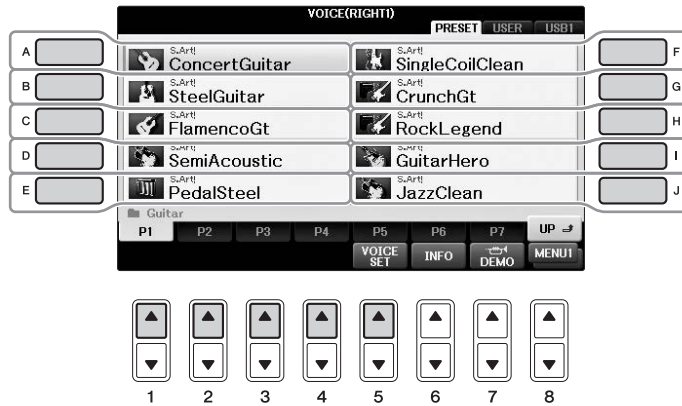 VOICE(RIGHT1)
PRESET USER USB1
A S.Art! ConcertGuitar S.Art! SingleCoilClean F
B S.Art! SteelGuitar S.Art! CrunchGt G
C S.Art! FlamencoGt S.Art! RockLegend H
D S.Art! SemiAcoustic S.Art! GuitarHero I
E S.Art! PedalSteel S.Art! JazzClean J
Guitar
P1 P2 P3 P4 P5 P6 P7 UP
VOICE SET INFO DEMO MENU1
1 2 3 4 5 6 7 8